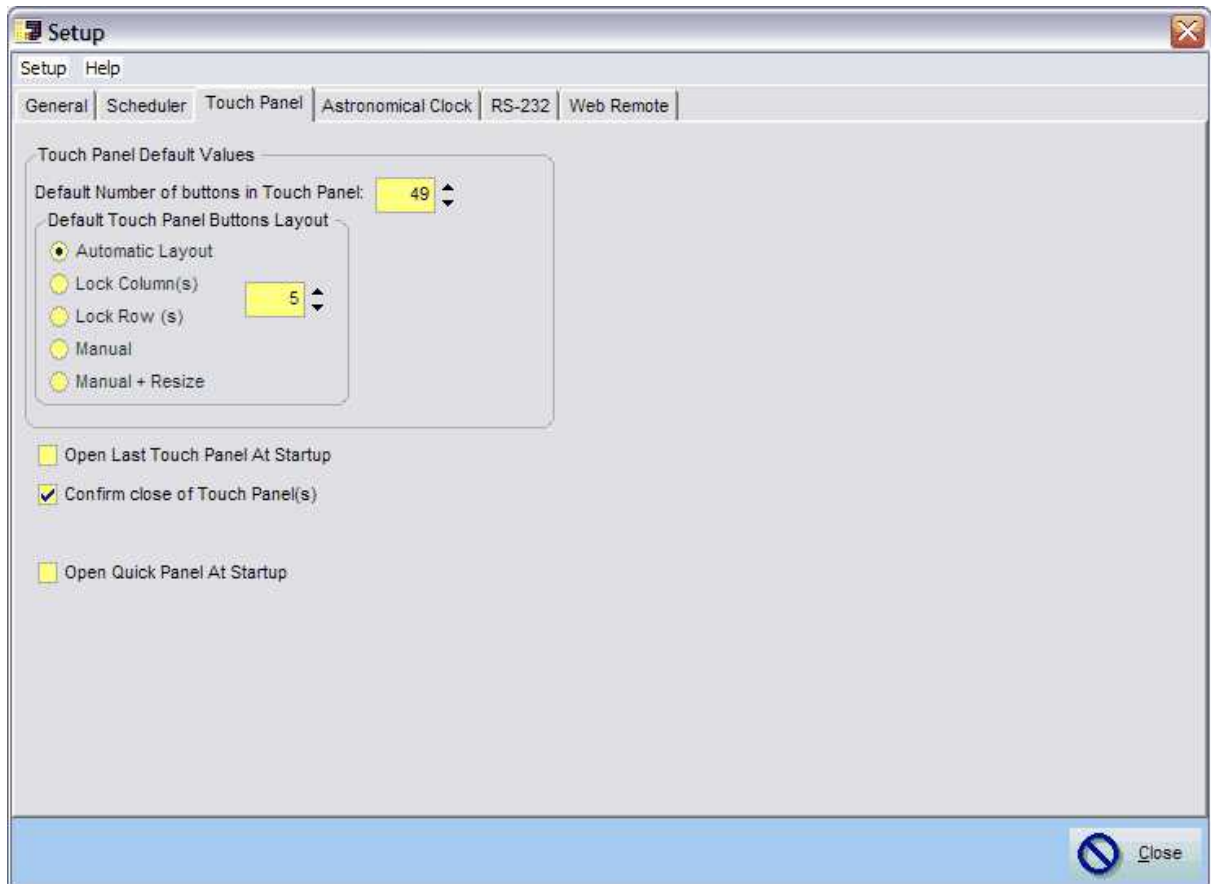 Setup
Setup Help
General Scheduler Touch Panel Astronomical Clock RS-232 Web Remote
Touch Panel Default Values
Default Number of buttons in Touch Panel: 49
Default Touch Panel Buttons Layout
Automatic Layout
Lock Column(s)
5
Lock Row (s)
Manual
Manual + Resize
Open Last Touch Panel At Startup
Confirm close of Touch Panel(s)
Open Quick Panel At Startup
Close